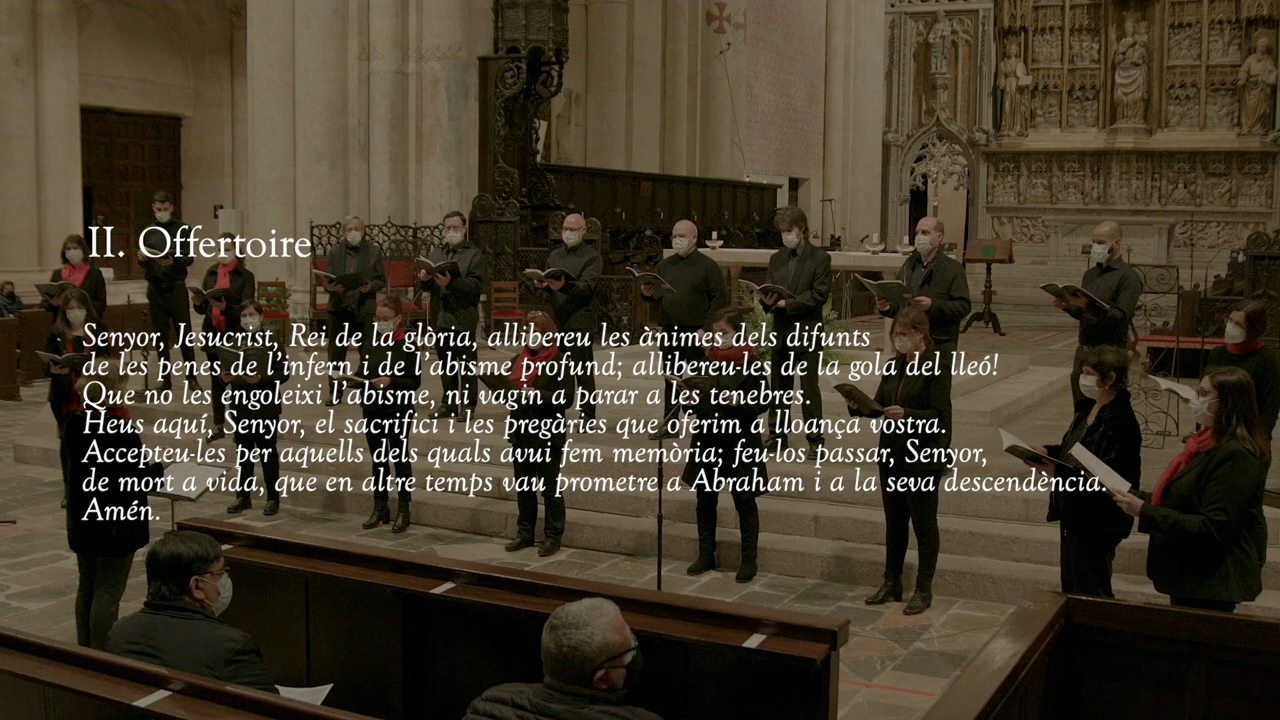 II. Offertoire
Senyor, Jesucrist, Rei de la glòria, allibereu les ànimes dels difunts
de les penes de l'infern i de l'abisme profund; allibereu-les de la gola del lleó!
Que no les engoleixi l'abisme, ni vagin a parar a les tenebres.
Heus aquí, Senyor, el sacrifici i les pregàries que oferim a lloança vostra.
Accepteu-les per aquells dels quals avui fem memòria; feu-los passar, Senyor,
de mort a vida, que en altre temps vau prometre a Abraham i a la seva descendència.
Amén.